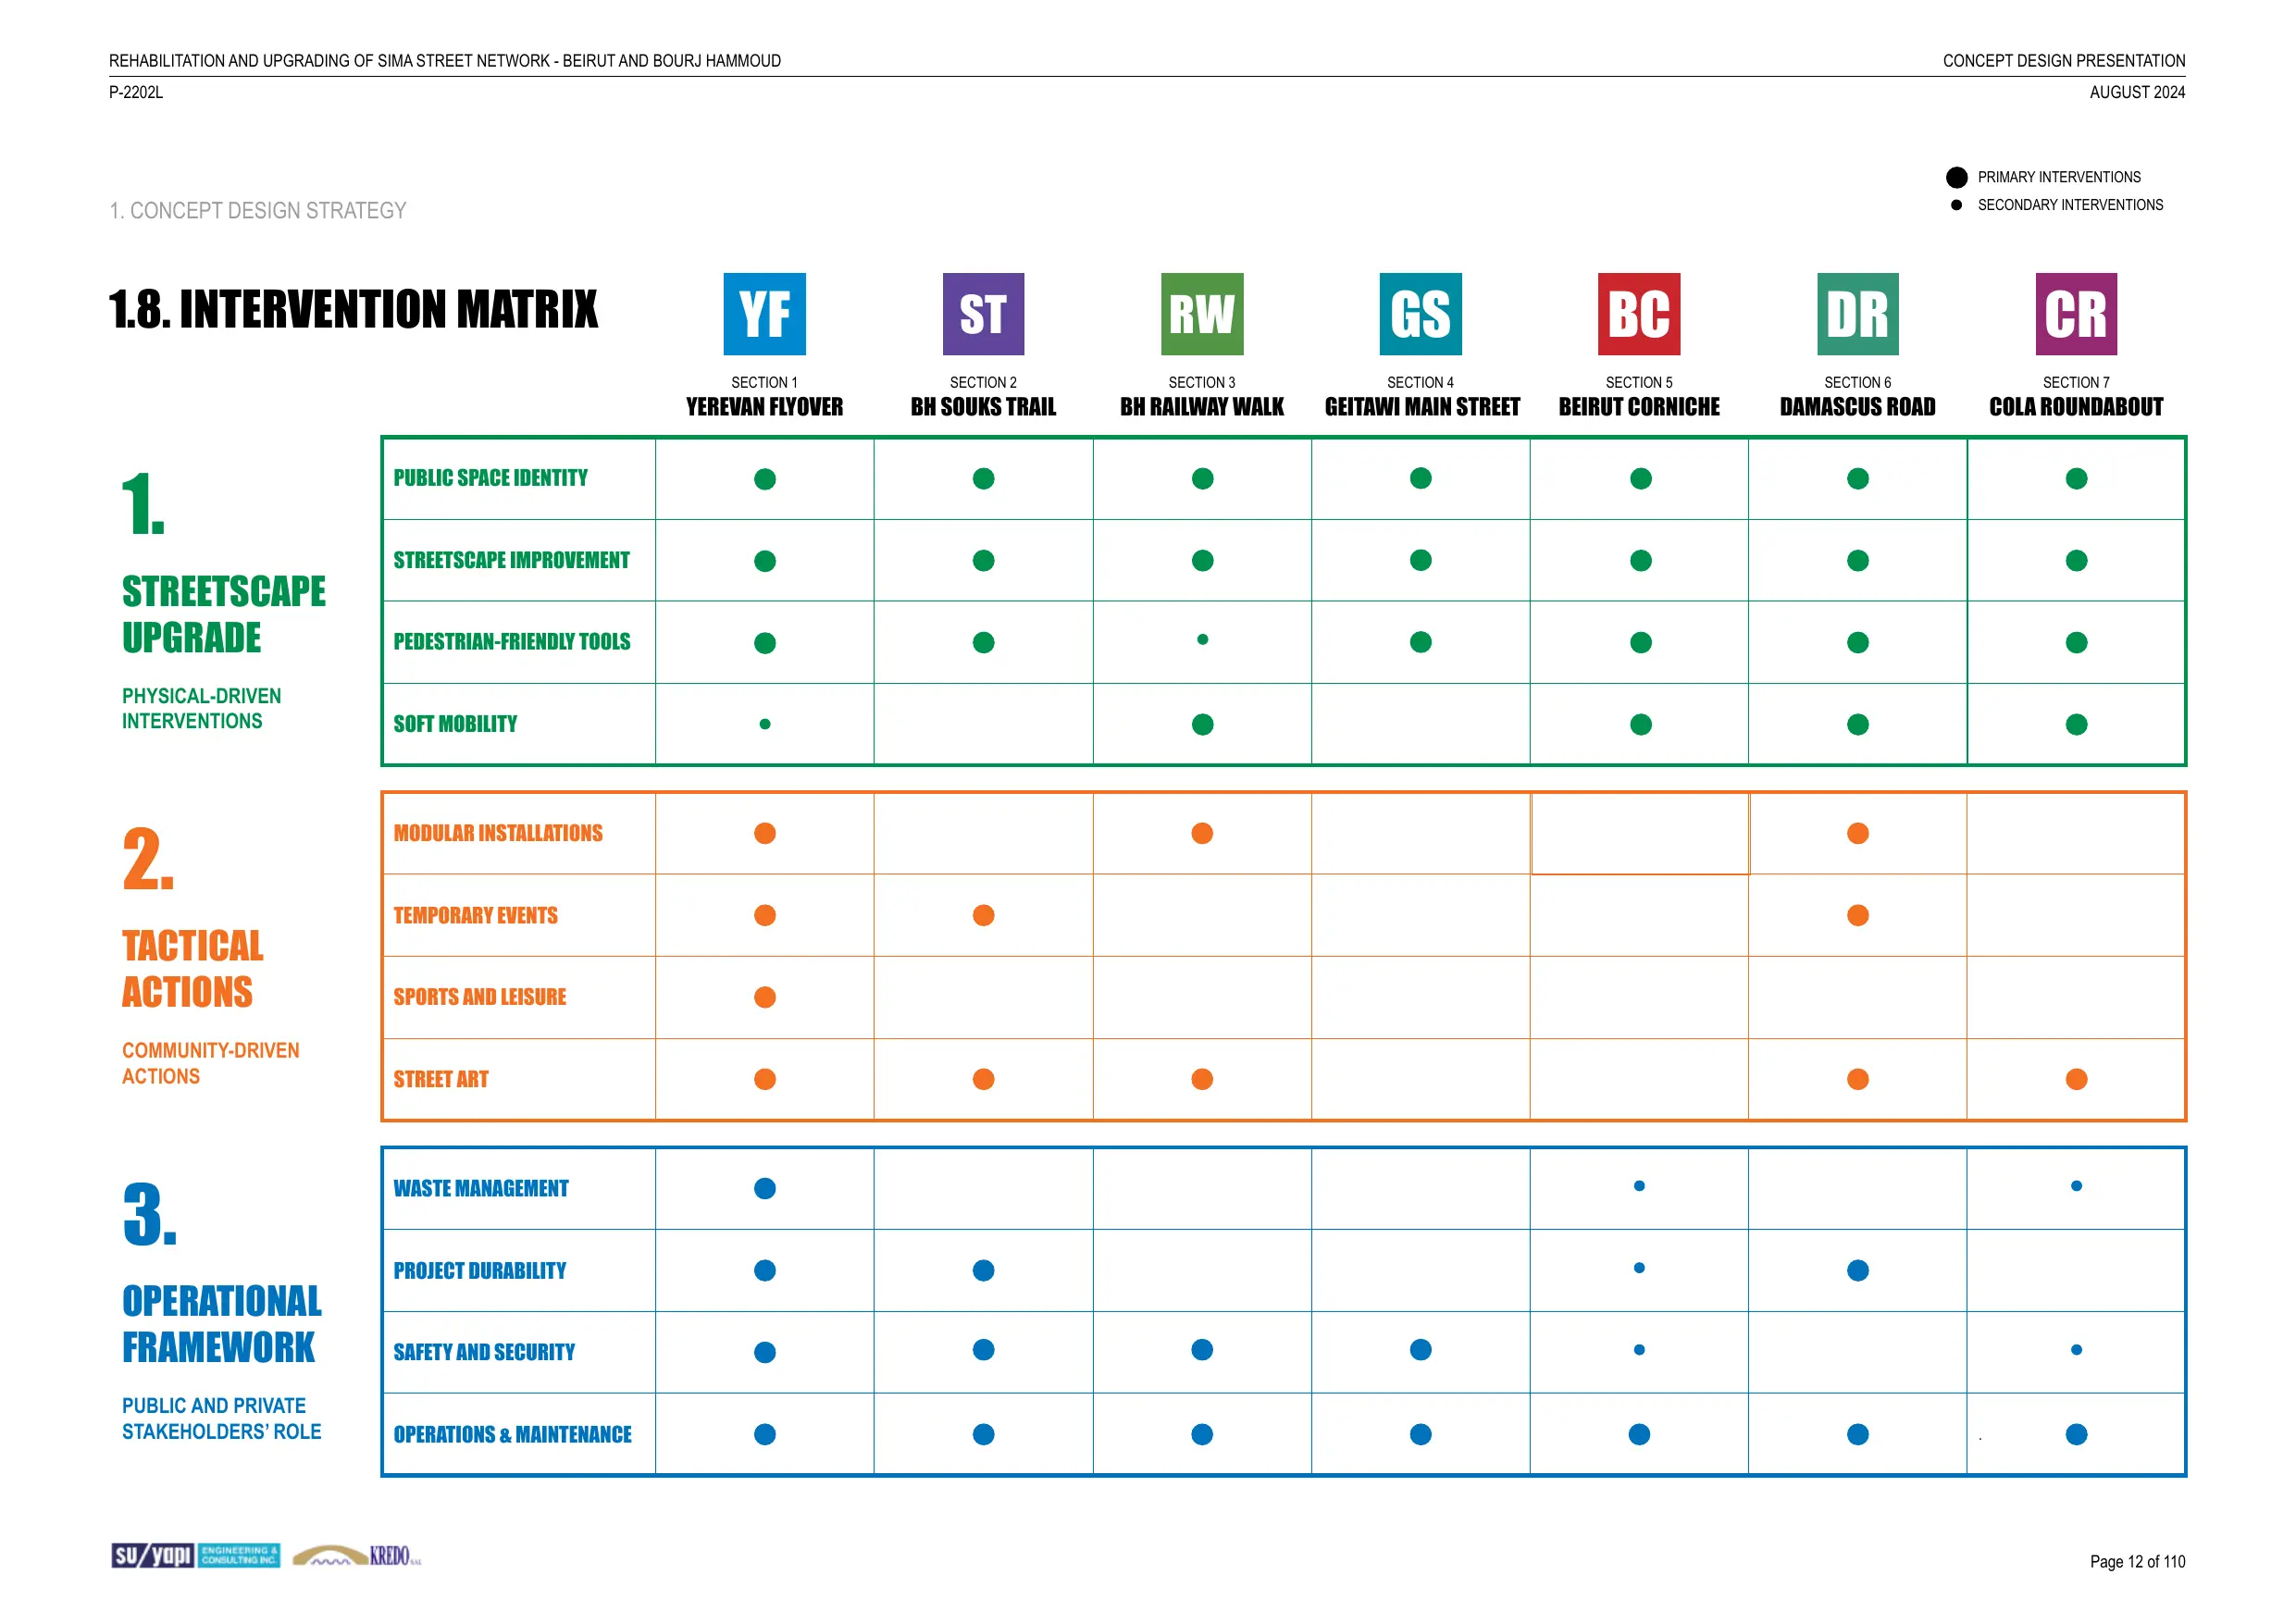 REHABILITATION AND UPGRADING OF SIMA STREET NETWORK - BEIRUT AND BOURJ HAMMOUD
CONCEPT DESIGN PRESENTATION
P-2202L
AUGUST 2024
PRIMARY INTERVENTIONS
SECONDARY INTERVENTIONS
1. CONCEPT DESIGN STRATEGY
1.8. INTERVENTION MATRIX
YF
ST
RW
GS
BC
DR
CR
SECTION 1
YEREVAN FLYOVER
SECTION 2
BH SOUKS TRAIL
SECTION 3
BH RAILWAY WALK
SECTION 4
GEITAWI MAIN STREET
SECTION 5
BEIRUT CORNICHE
SECTION 6
DAMASCUS ROAD
SECTION 7
COLA ROUNDABOUT
1.
STREETSCAPE
UPGRADE
PHYSICAL-DRIVEN
INTERVENTIONS
PUBLIC SPACE IDENTITY
STREETSCAPE IMPROVEMENT
PEDESTRIAN-FRIENDLY TOOLS
SOFT MOBILITY
2.
TACTICAL
ACTIONS
COMMUNITY-DRIVEN
ACTIONS
MODULAR INSTALLATIONS
TEMPORARY EVENTS
SPORTS AND LEISURE
STREET ART
3.
OPERATIONAL
FRAMEWORK
PUBLIC AND PRIVATE
STAKEHOLDERS' ROLE
WASTE MANAGEMENT
PROJECT DURABILITY
SAFETY AND SECURITY
OPERATIONS & MAINTENANCE
su/yapı
ENGINEERING &
CONSULTING INC.
KREDO
Page 12 of 110